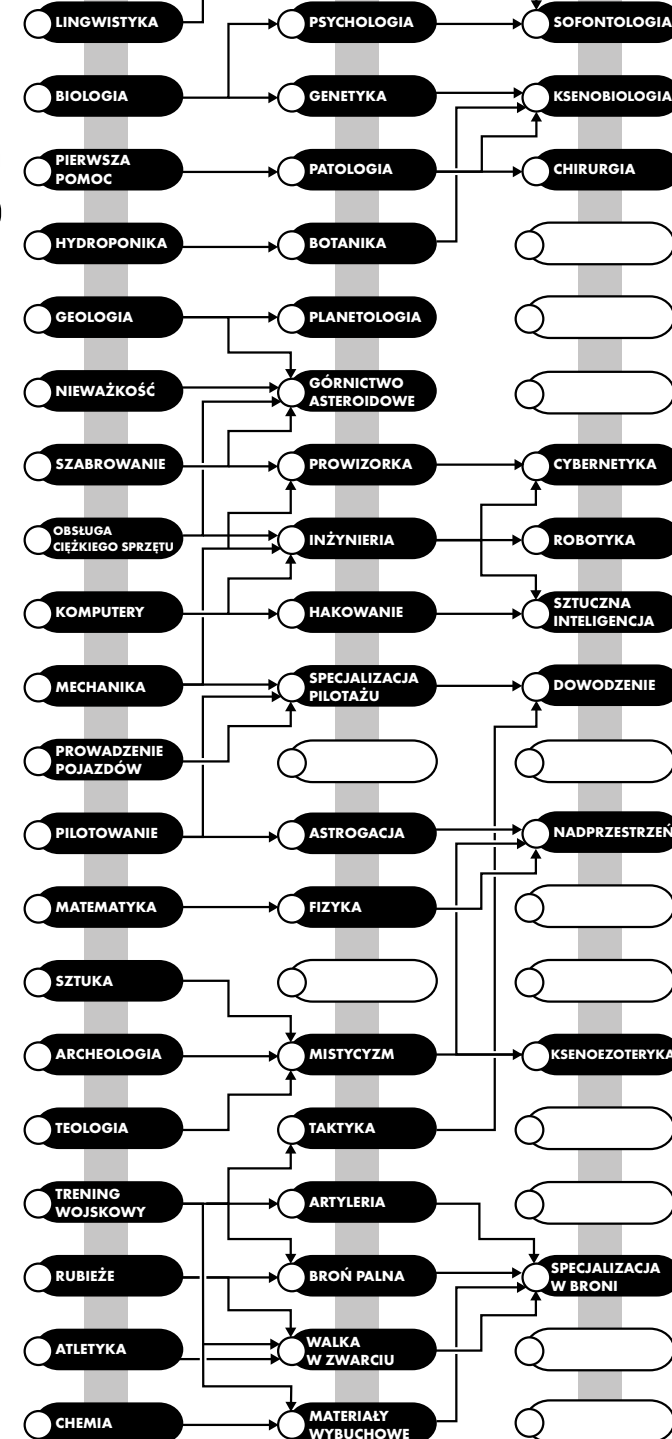 LINGWISTYKA
PSYCHOLOGIA
SOFONTOLOGIA
BIOLOGIA
GENETYKA
KSENOBIOLOGIA
PIERWSZA
POMOC
PATOLOGIA
CHIRURGIA
HYDROPONIKA
BOTANIKA
GEOLOGIA
PLANETOLOGIA
NIEWAŻKOŚĆ
GÓRNICTWO
ASTEROIDOWE
SZABROWANIE
PROWIZORKA
CYBERNETYKA
OBSŁUGA
CIĘŻKIEGO SPRZĘTU
INŻYNIERIA
ROBOTYKA
KOMPUTERY
HAKOWANIE
SZTUCZNA
INTELIGENCJA
MECHANIKA
SPECJALIZACJA
PILOTAŻU
DOWODZENIE
PROWADZENIE
POJAZDÓW
PILOTOWANIE
ASTROGACJA
NADPRZESTRZEŃ
MATEMATYKA
FIZYKA
SZTUKA
ARCHEOLOGIA
MISTYCYZM
KSENOEZOTERYKA
TEOLOGIA
TAKTYKA
TRENING
WOJSKOWY
ARTYLERIA
RUBIEŻE
BROŃ PALNA
SPECJALIZACJA
W BRONI
ATLETYKA
WALKA
W ZWARCIU
CHEMIA
MATERIAŁY
WYBUCHOWE